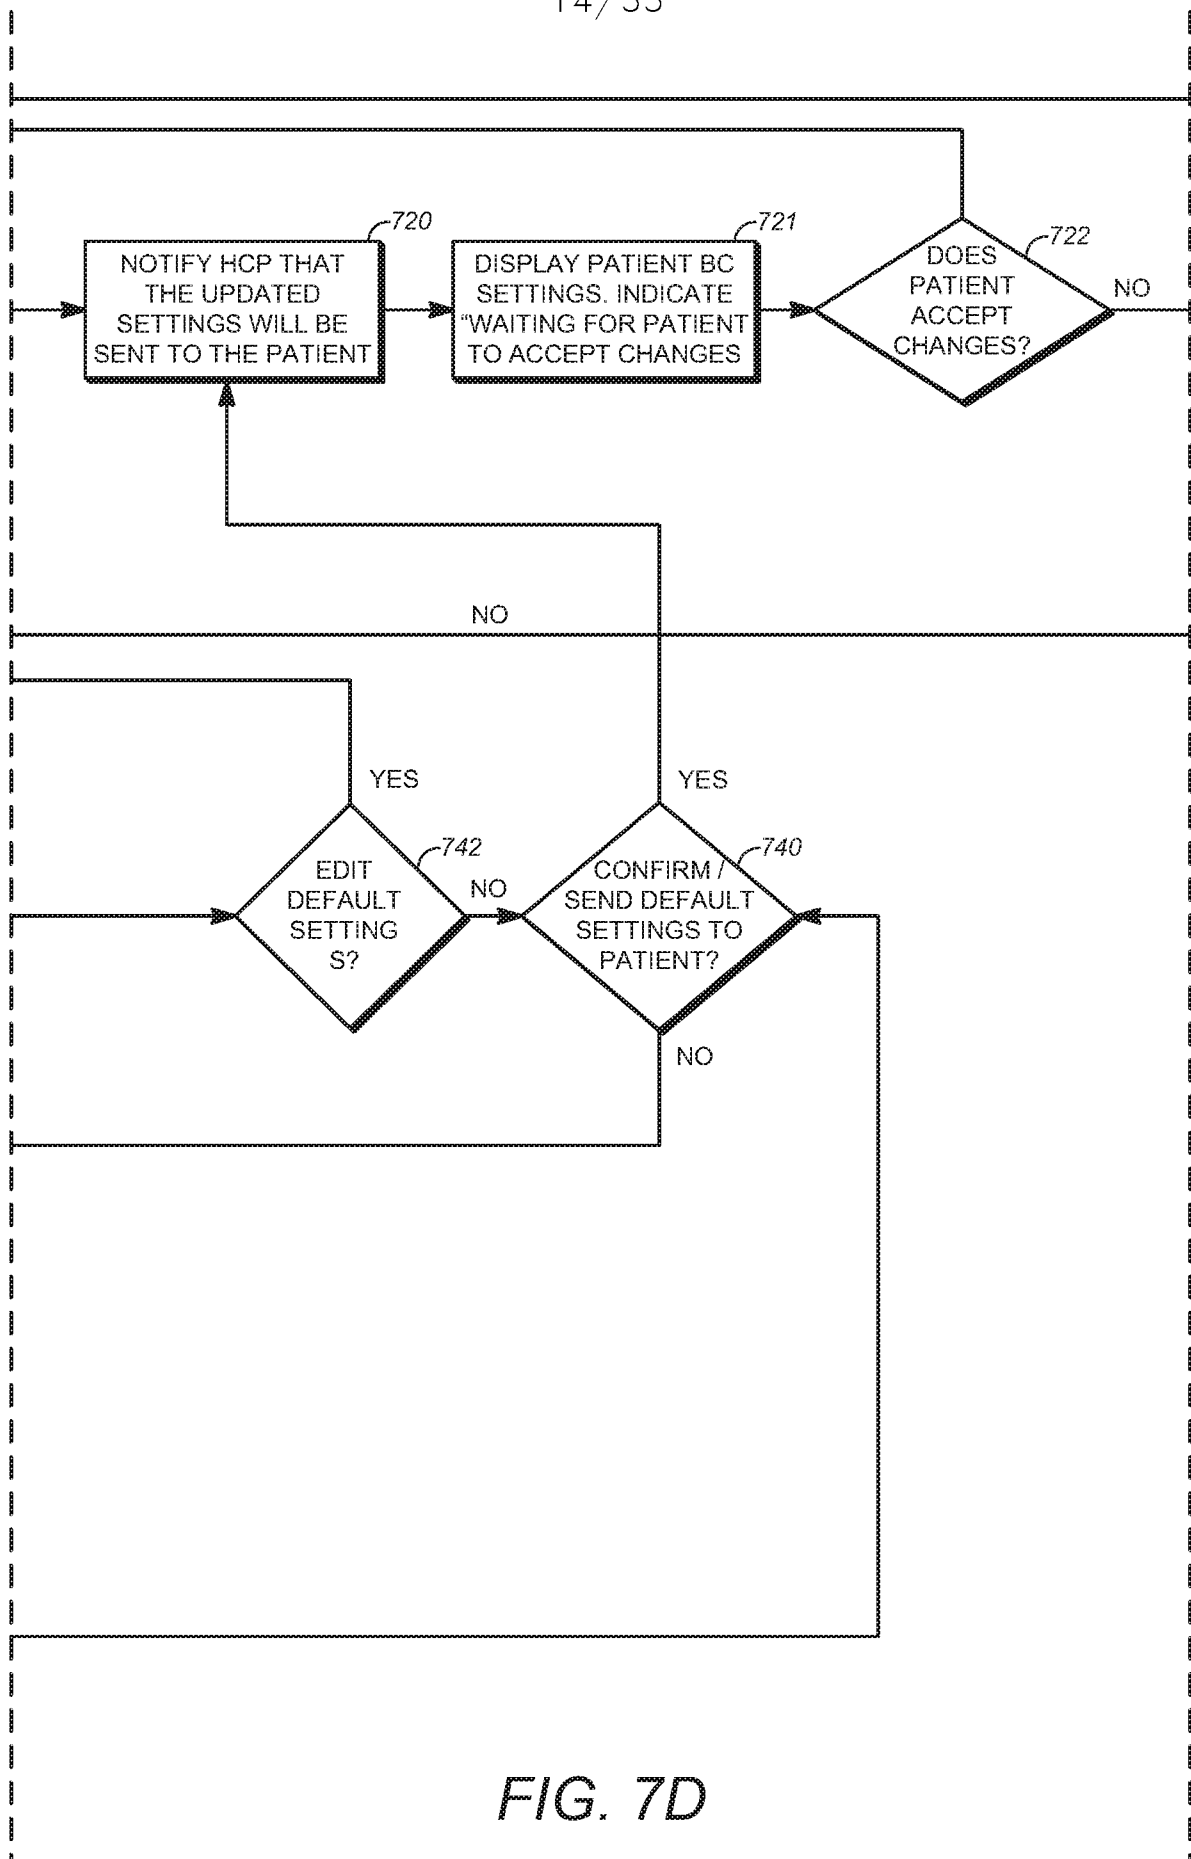 14/55
720
NOTIFY HCP THAT
THE UPDATED
SETTINGS WILL BE
SENT TO THE PATIENT
721
DISPLAY PATIENT BC
SETTINGS. INDICATE
"WAITING FOR PATIENT
TO ACCEPT CHANGES
722
DOES
PATIENT
ACCEPT
CHANGES?
NO
NO
YES
742
EDIT
DEFAULT
SETTING
S?
NO
YES
740
CONFIRM /
SEND DEFAULT
SETTINGS TO
PATIENT?
NO
FIG. 7D